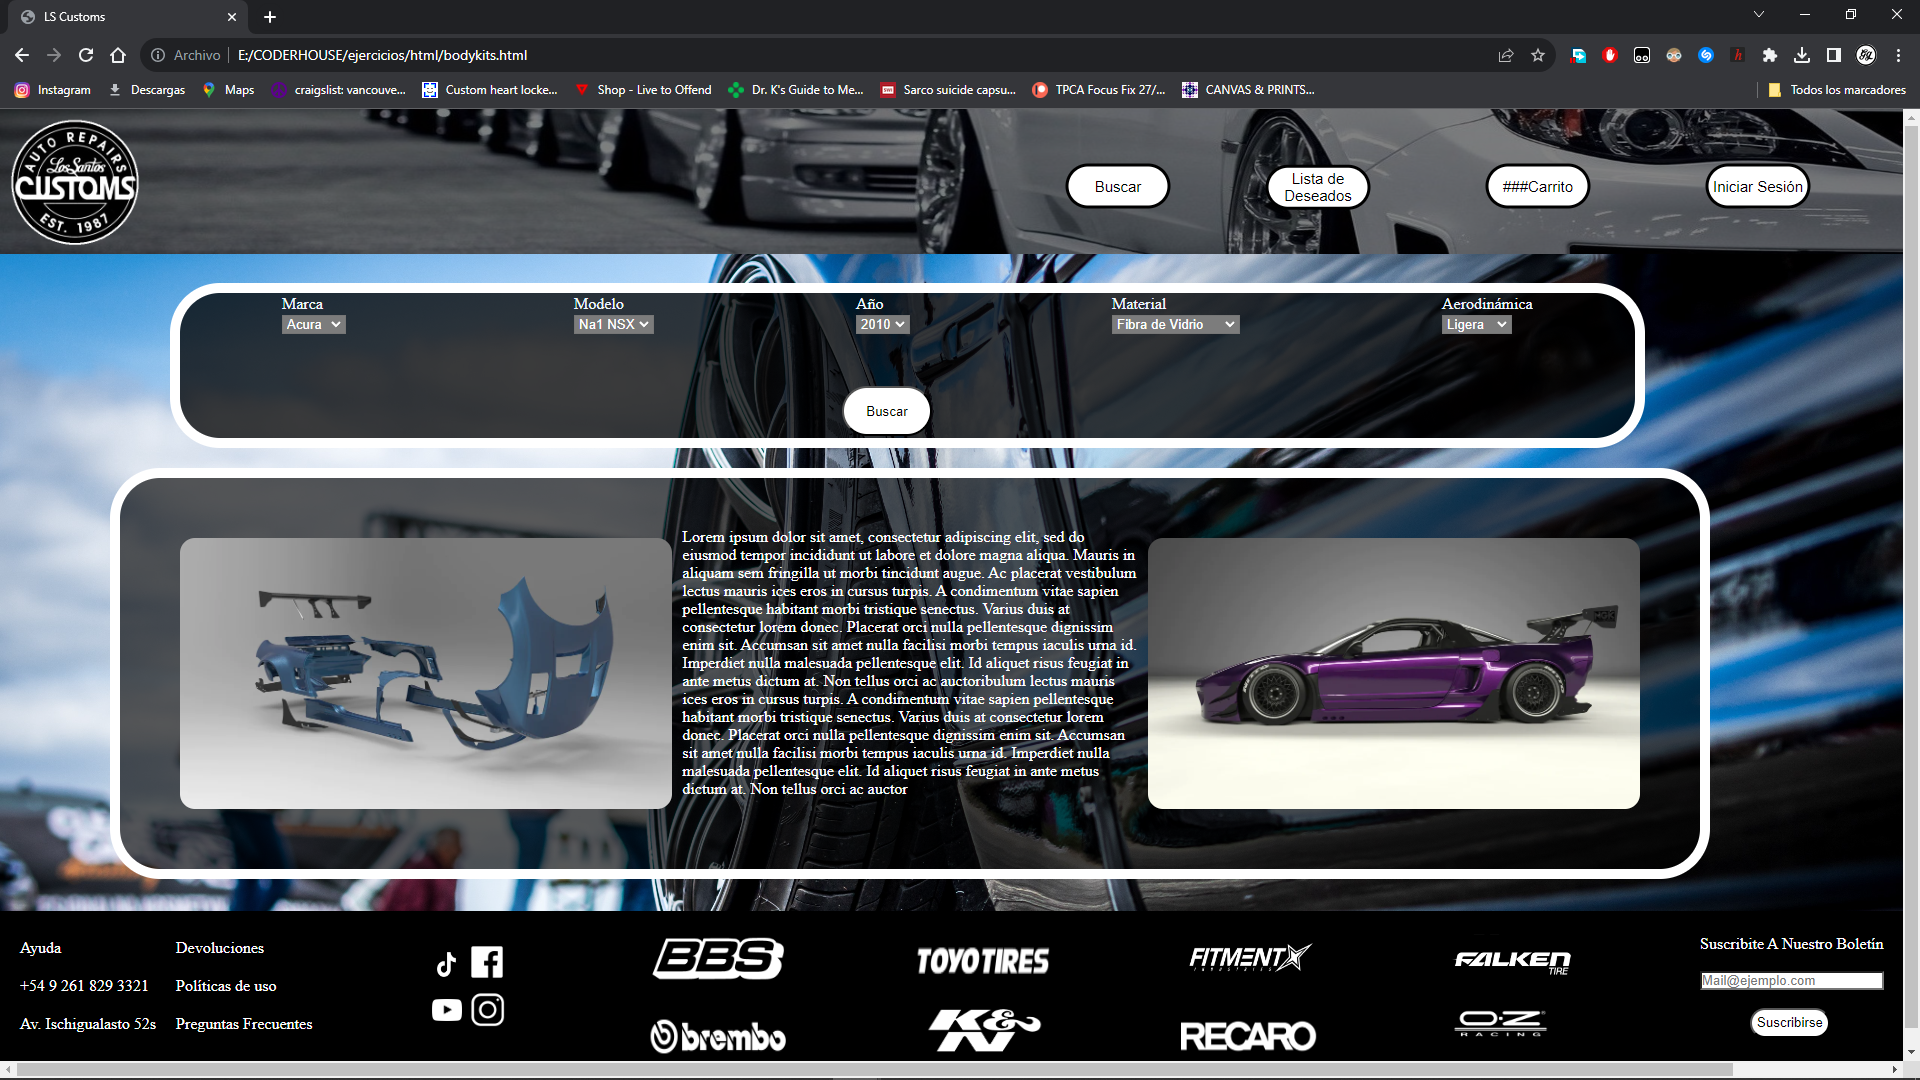 LS Customs
Archivo E:/CODERHOUSE/ejercicios/html/bodykits.html
Instagram Descargas Maps craigslist: vancouve... Custom heart locke... Shop - Live to Offend Dr. K's Guide to Me... Sarco suicide capsu... TPCA Focus Fix 27/... CANVAS & PRINTS... Todos los marcadores
AUTO REPAIRS
Los Santos
CUSTOMS
EST. 1987
Buscar
Lista de
Deseados
###Carrito
Iniciar Sesión
Marca Modelo Año Material Aerodinámica
Acura Na1 NSX 2010 Fibra de Vidrio Ligera
Buscar
Lorem ipsum dolor sit amet, consectetur adipiscing elit, sed do
eiusmod tempor incididunt ut labore et dolore magna aliqua. Mauris in
aliquam sem fringilla ut morbi tincidunt augue. Ac placerat vestibulum
lectus mauris ices eros in cursus turpis. A condimentum vitae sapien
pellentesque habitant morbi tristique senectus. Varius duis at
consectetur lorem donec. Placerat orci nulla pellentesque dignissim
enim sit. Accumsan sit amet nulla facilisi morbi tempus iaculis urna id.
Imperdiet nulla malesuada pellentesque elit. Id aliquet risus feugiat in
ante metus dictum at. Non tellus orci ac auctoribulum lectus mauris
ices eros in cursus turpis. A condimentum vitae sapien pellentesque
habitant morbi tristique senectus. Varius duis at consectetur lorem
donec. Placerat orci nulla pellentesque dignissim enim sit. Accumsan
sit amet nulla facilisi morbi tempus iaculis urna id. Imperdiet nulla
malesuada pellentesque elit. Id aliquet risus feugiat in ante metus
dictum at. Non tellus orci ac auctor
Ayuda
+54 9 261 829 3321
Av. Ischigualasto 52s
Devoluciones
Políticas de uso
Preguntas Frecuentes
BBS
TOYO TIRES
FITMENT
INDUSTRIES
FALKEN
TIRE
brembo
K&N
RECARO
O·Z
RACING
Suscribite A Nuestro Boletín
Mail@ejemplo.com
Suscribirse